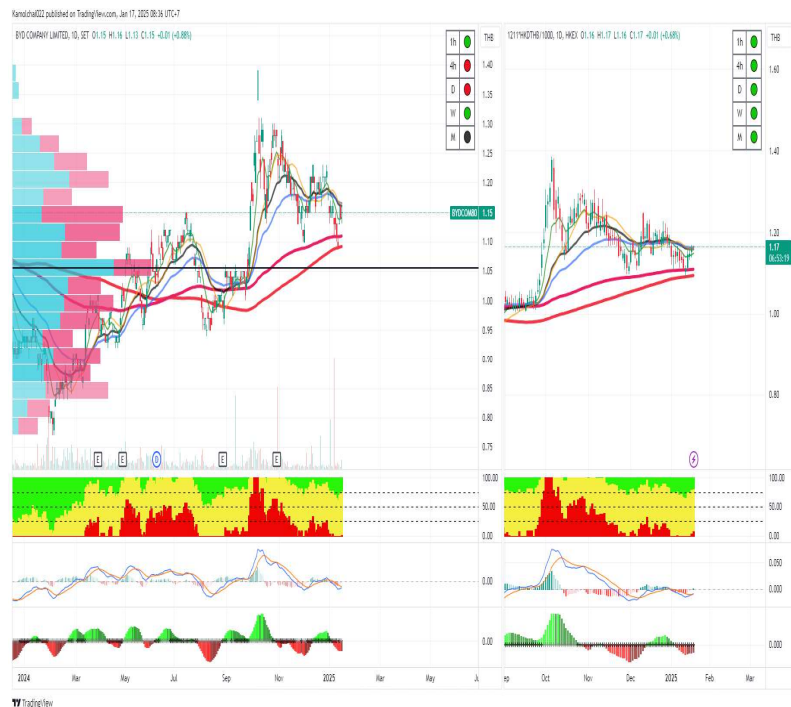 Kamolchai022 published on TradingView.com, Jan 17, 2025 08:36 UTC+7
BYD COMPANY LIMITED, 1D, SET O1.15 H1.16 L1.13 C1.15 +0.01 (+0.88%)
THB
1h
4h
D
W
M
1.40
1.35
1.30
1.25
1.20
BYDCOM80 1.15
1.10
1.05
1.00
0.95
0.90
0.85
0.80
0.75
E
E
D
E
E
100.00
50.00
0.00
0.00
0.00
2024
Mar
May
Jul
Sep
Nov
2025
Mar
May
1211*HKDTHB/1000, 1D, HKEX O1.16 H1.17 L1.16 C1.17 +0.01 (+0.68%)
THB
1h
4h
D
W
M
1.60
1.40
1.20
1.17
06:53:19
1.00
0.80
100.00
50.00
0.00
0.050
0.000
0.000
Oct
Nov
Dec
2025
Feb
Mar
TradingView